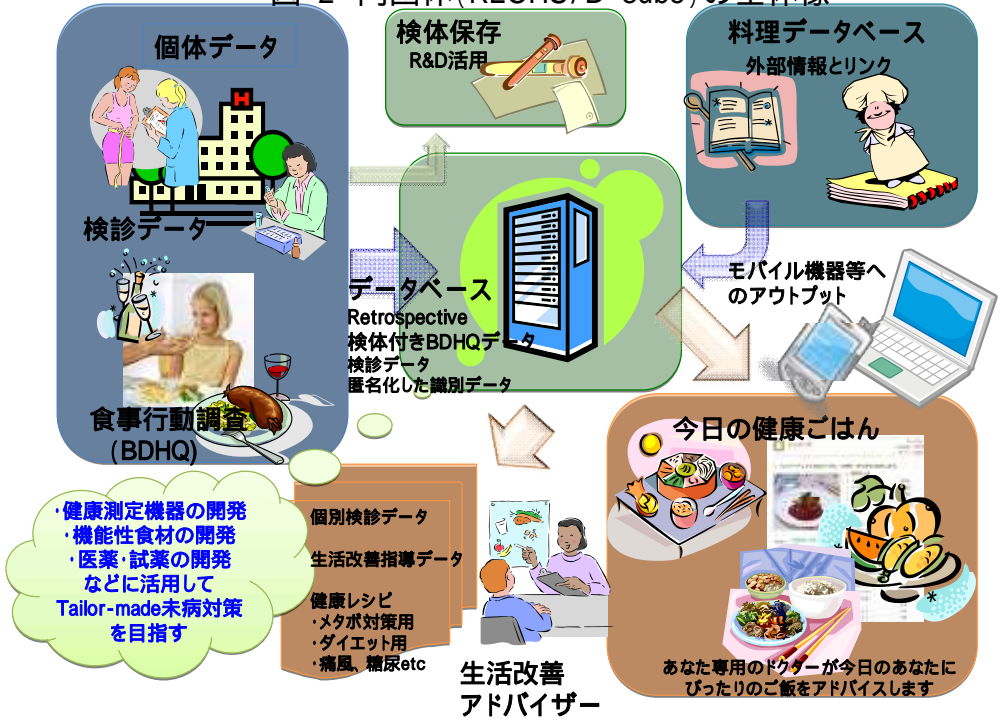 個体データ
検診データ
食事行動調査
(BDHQ)
検体保存
R&D活用
料理データベース
外部情報とリンク
H
データベース
Retrospective
検体付きBDHQデータ
検診データ
匿名化した識別データ
モバイル機器等へ
のアウトプット
・健康測定機器の開発
・機能性食材の開発
・医薬・試薬の開発
などに活用して
Tailor-made未病対策
を目指す
個別検診データ
生活改善指導データ
健康レシピ
・メタボ対策用
・ダイエット用
・痛風、糖尿etc
生活改善
アドバイザー
今日の健康ごはん
あなた専用のドクターが今日のあなたに
ぴったりのご飯をアドバイスします